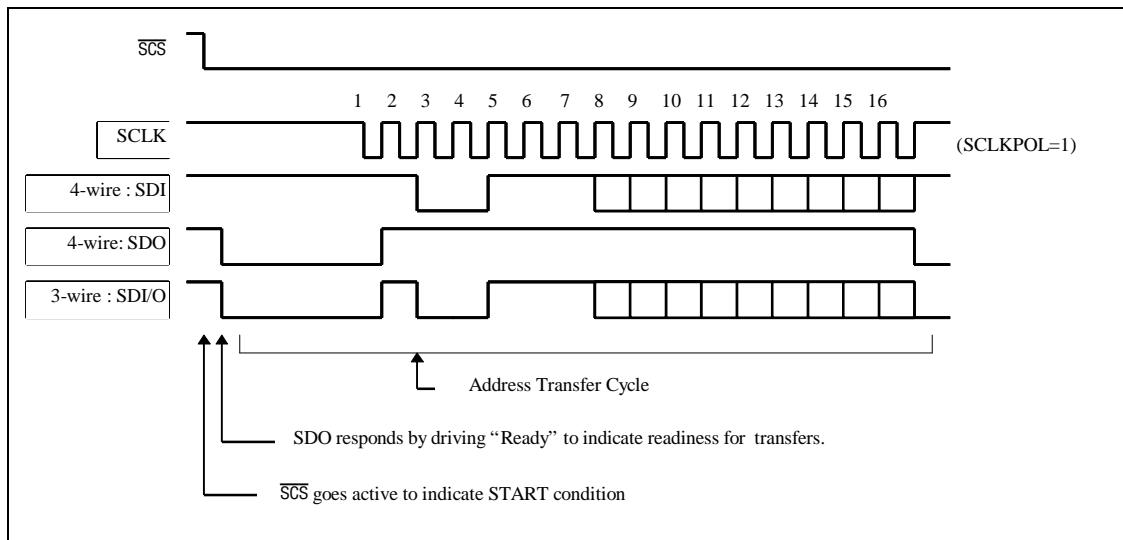 SCS
1 2 3 4 5 6 7 8 9 10 11 12 13 14 15 16
SCLK
(SCLKPOL=1)
4-wire : SDI
4-wire: SDO
3-wire : SDI/O
Address Transfer Cycle
SDO responds by driving “Ready” to indicate readiness for transfers.
SCS goes active to indicate START condition